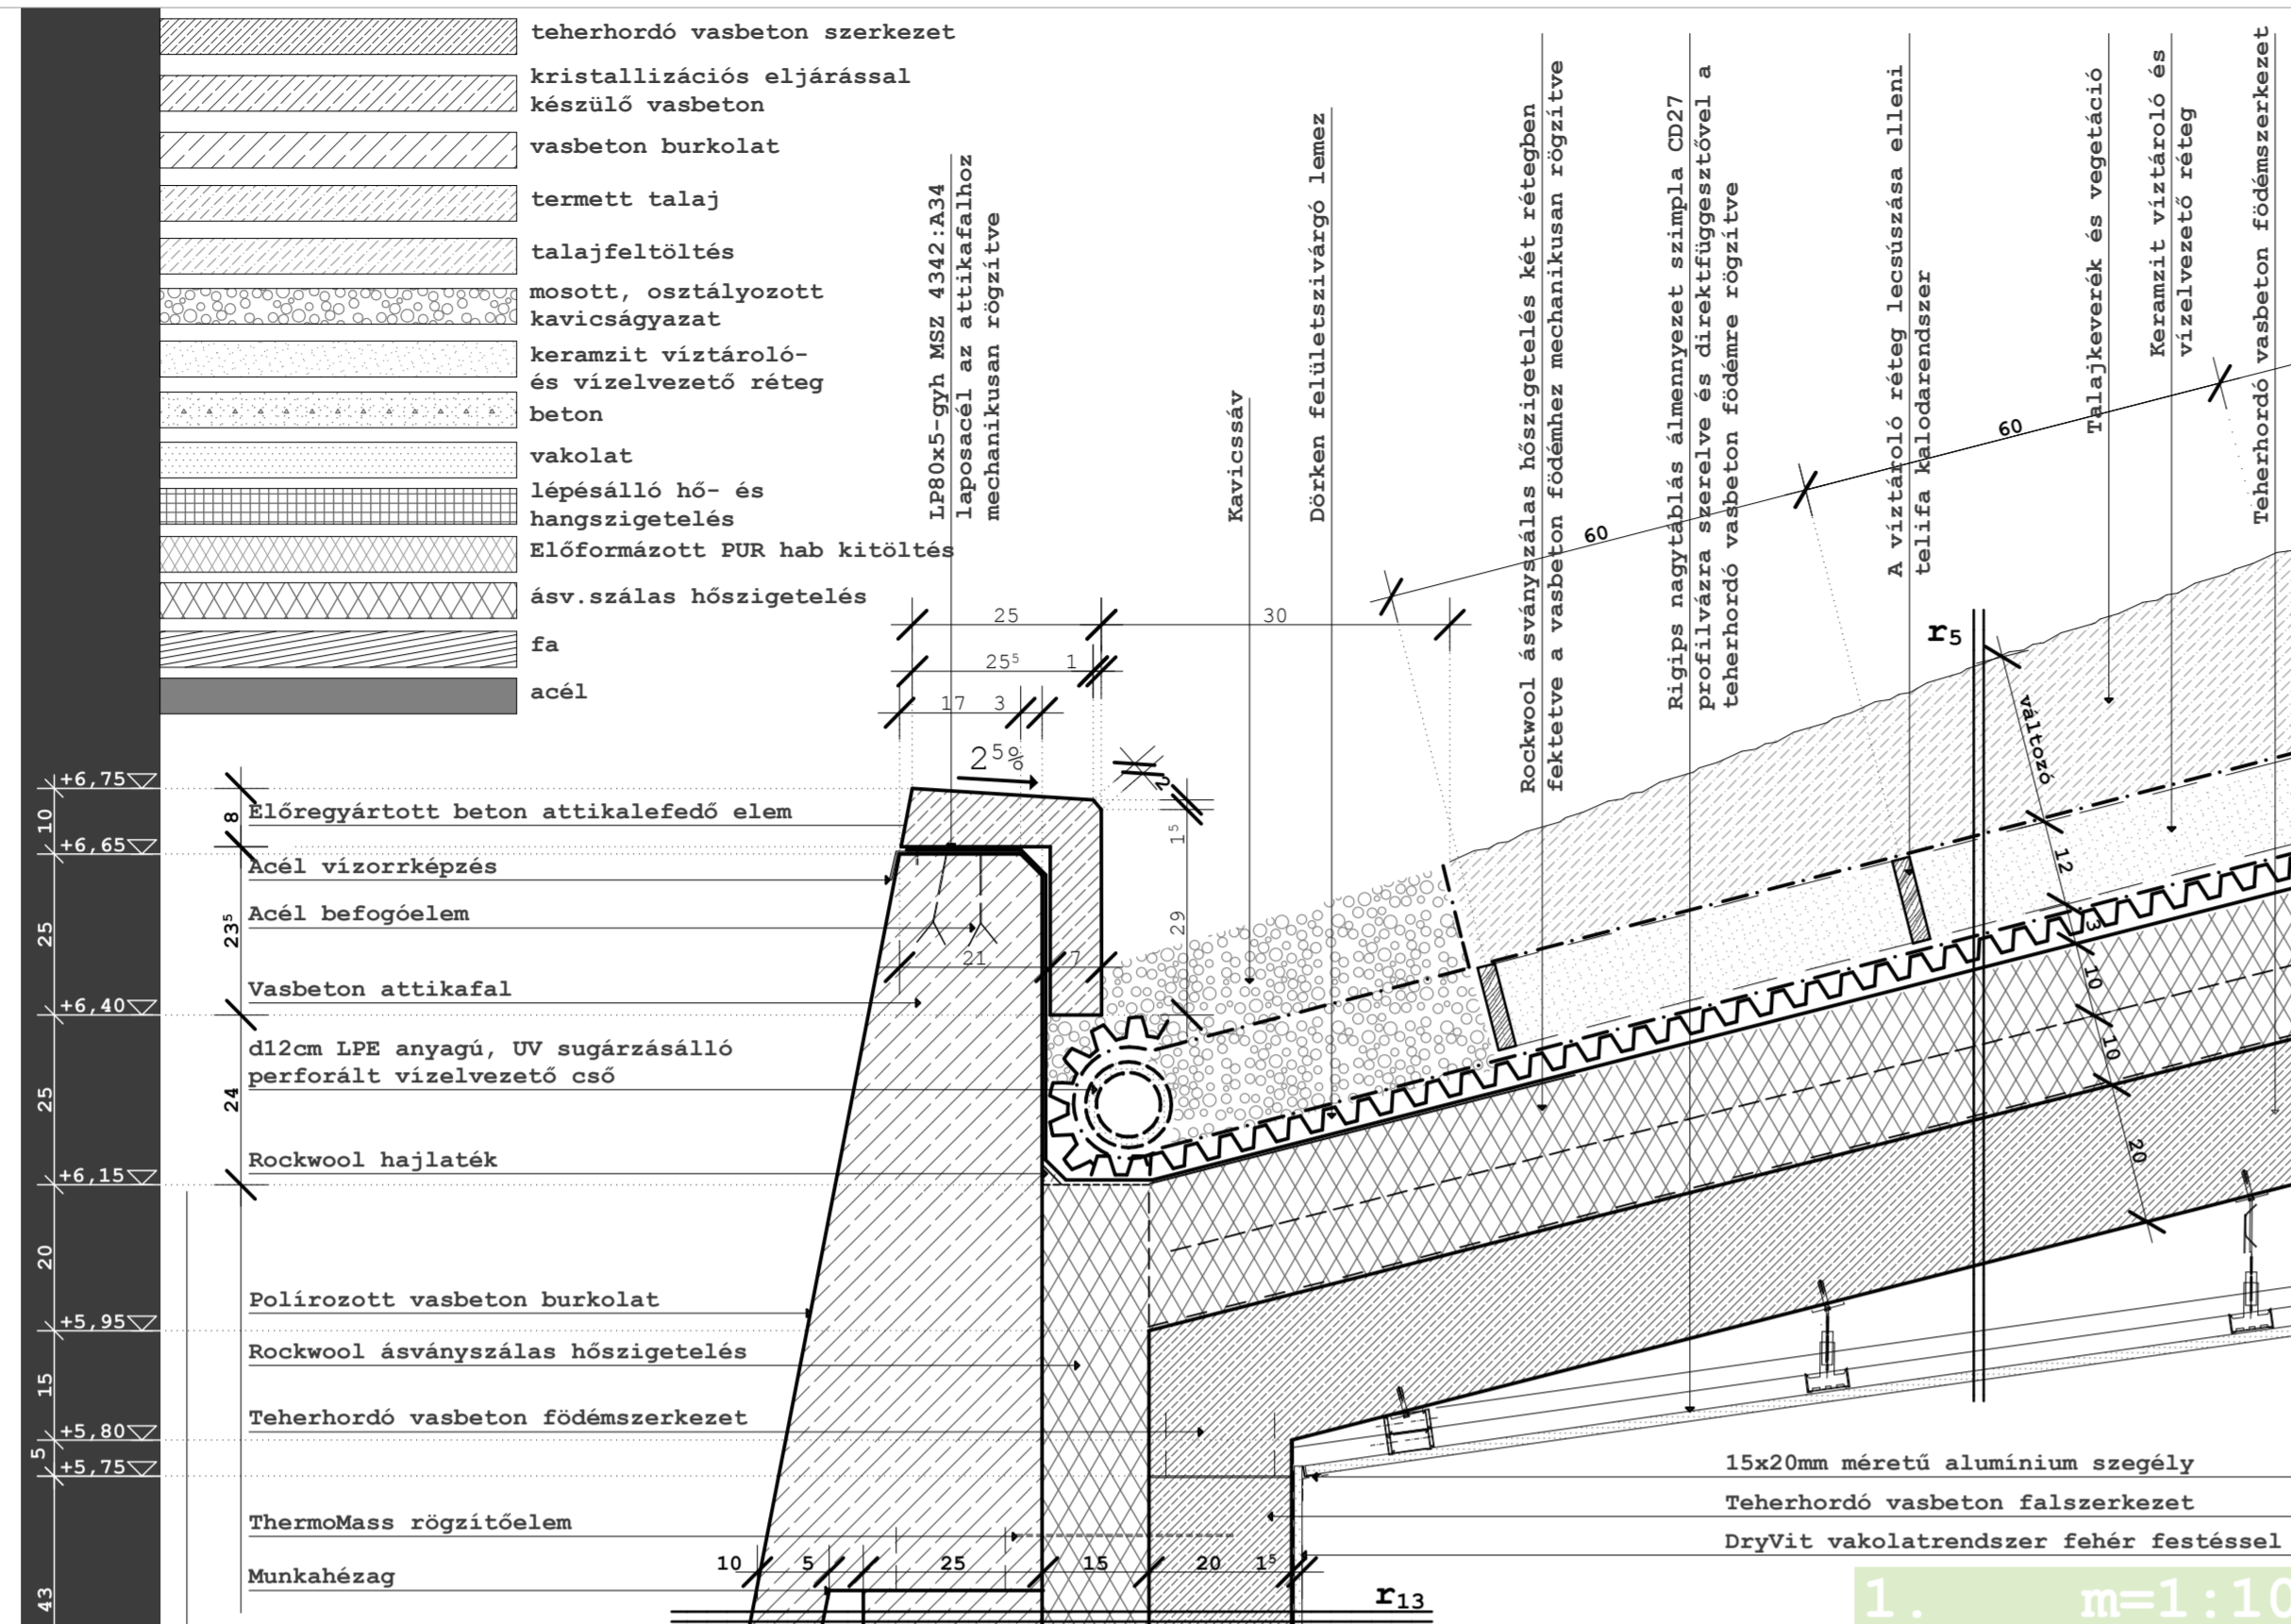 teherhordó vasbeton szerkezet
kristallizációs eljárással
készülő vasbeton
vasbeton burkolat
termett talaj
talajfeltöltés
mosott, osztályozott
kavicságyazat
keramzit víztároló-
és vízelvezető réteg
beton
vakolat
lépésálló hő- és
hangszigetelés
Előformázott PUR hab kitöltés
ásv.szálas hőszigetelés
fa
acél
LP80x5-gyh MSZ 4342:A34
laposacél az attikafalhoz
mechanikusan rögzítve
Kavicssáv
Dörken felületszivárgó lemez
Rockwool ásványszálas hőszigetelés két rétegben
fektetve a vasbeton födémhez mechanikusan rögzítve
Rigips nagytáblás álmennyezet szimpla CD27
profilvázra szerelve és direktfüggesztővel a
teherhordó vasbeton födémre rögzítve
A víztároló réteg lecsúszása elleni
telifa kalodarendszer
Talajkeverék és vegetáció
Keramzit víztároló és
vízelvezető réteg
Teherhordó vasbeton födémszerkezet
60
60
25
30
25⁵
1
17
3
2⁵%
2
1⁵
29
21
7
r5
változó
12
3
10
10
20
+6,75
10
+6,65
25
+6,40
25
+6,15
20
+5,95
15
+5,80
5
+5,75
43
8
23⁵
24
Előregyártott beton attikalefedő elem
Acél vízorrképzés
Acél befogóelem
Vasbeton attikafal
d12cm LPE anyagú, UV sugárzásálló
perforált vízelvezető cső
Rockwool hajlaték
Polírozott vasbeton burkolat
Rockwool ásványszálas hőszigetelés
Teherhordó vasbeton födémszerkezet
ThermoMass rögzítőelem
Munkahézag
10
5
25
15
20
1⁵
r13
15x20mm méretű alumínium szegély
Teherhordó vasbeton falszerkezet
DryVit vakolatrendszer fehér festéssel
1. m=1:10